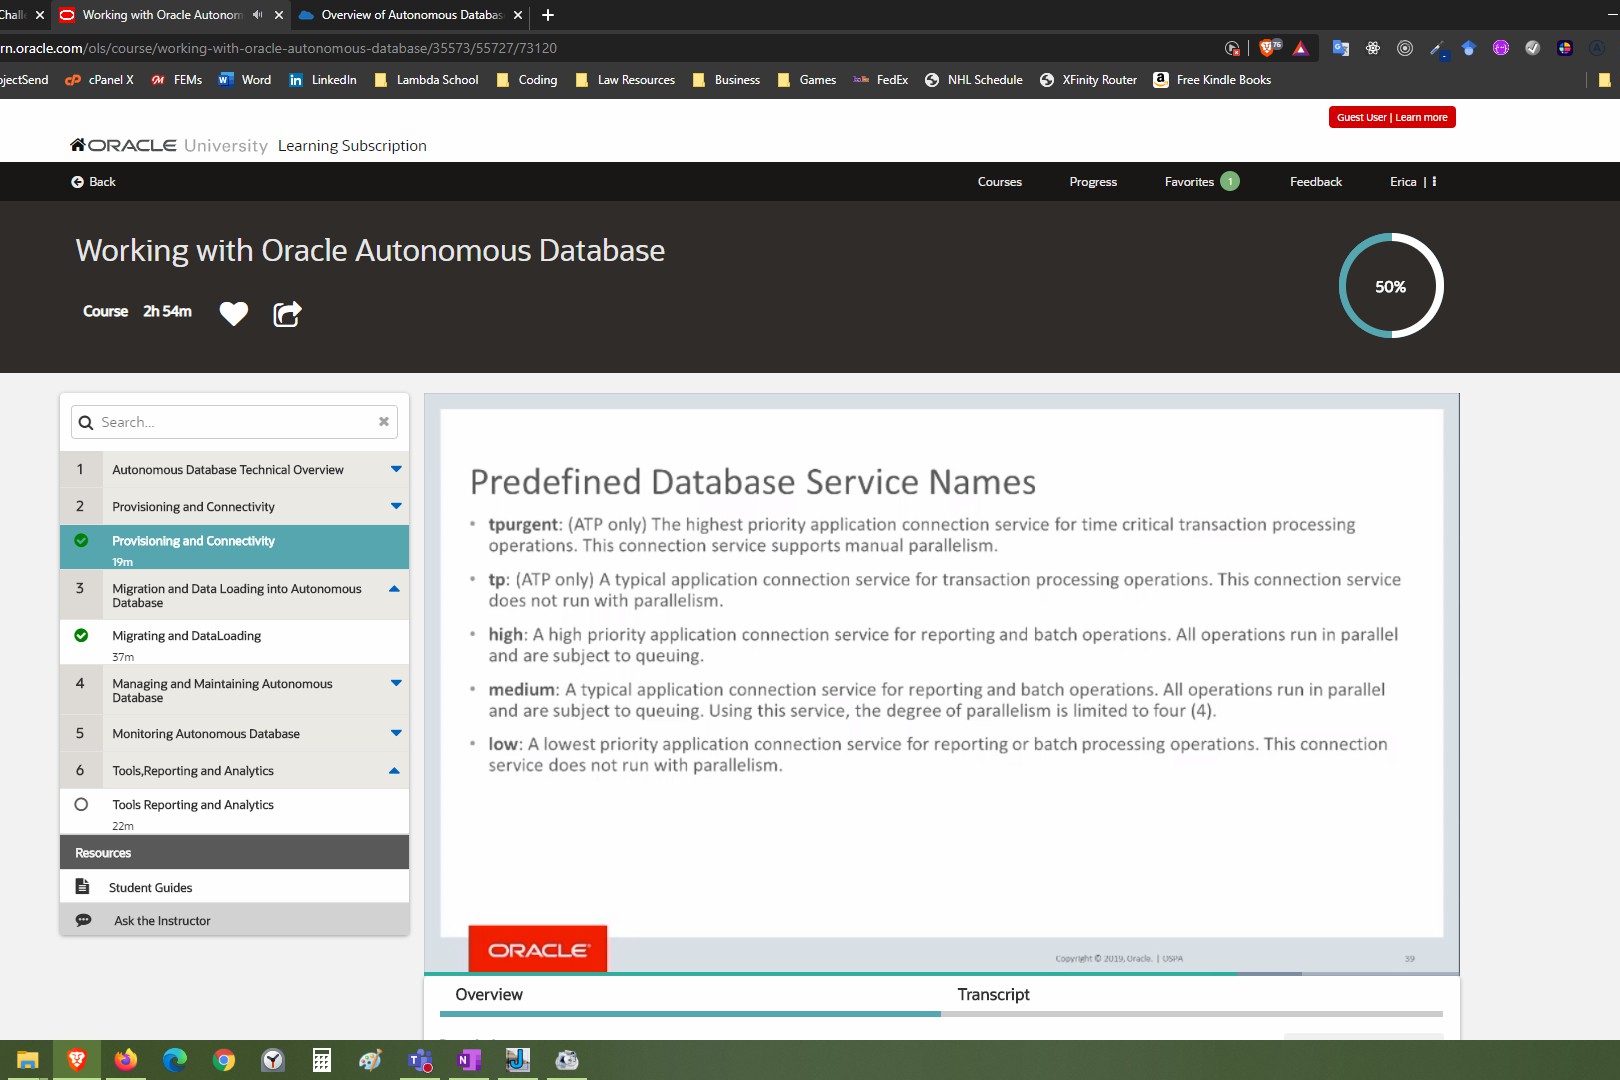 Chall
Working with Oracle Autonom
Overview of Autonomous Databas
rn.oracle.com/ols/course/working-with-oracle-autonomous-database/35573/55727/73120
76
ojectSend
cPanel X
FEMs
Word
LinkedIn
Lambda School
Coding
Law Resources
Business
Games
FedEx
NHL Schedule
XFinity Router
Free Kindle Books
Guest User | Learn more
ORACLE University Learning Subscription
Back
Courses
Progress
Favorites 1
Feedback
Erica |
Working with Oracle Autonomous Database
Course 2h 54m
50%
Search...
1 Autonomous Database Technical Overview
2 Provisioning and Connectivity
Provisioning and Connectivity
19m
3 Migration and Data Loading into Autonomous
Database
Migrating and DataLoading
37m
4 Managing and Maintaining Autonomous
Database
5 Monitoring Autonomous Database
6 Tools,Reporting and Analytics
Tools Reporting and Analytics
22m
Resources
Student Guides
Ask the Instructor
Predefined Database Service Names
• tpurgent: (ATP only) The highest priority application connection service for time critical transaction processing
operations. This connection service supports manual parallelism.
• tp: (ATP only) A typical application connection service for transaction processing operations. This connection service
does not run with parallelism.
• high: A high priority application connection service for reporting and batch operations. All operations run in parallel
and are subject to queuing.
• medium: A typical application connection service for reporting and batch operations. All operations run in parallel
and are subject to queuing. Using this service, the degree of parallelism is limited to four (4).
• low: A lowest priority application connection service for reporting or batch processing operations. This connection
service does not run with parallelism.
ORACLE
Copyright © 2019, Oracle. | OSPA
39
Overview
Transcript